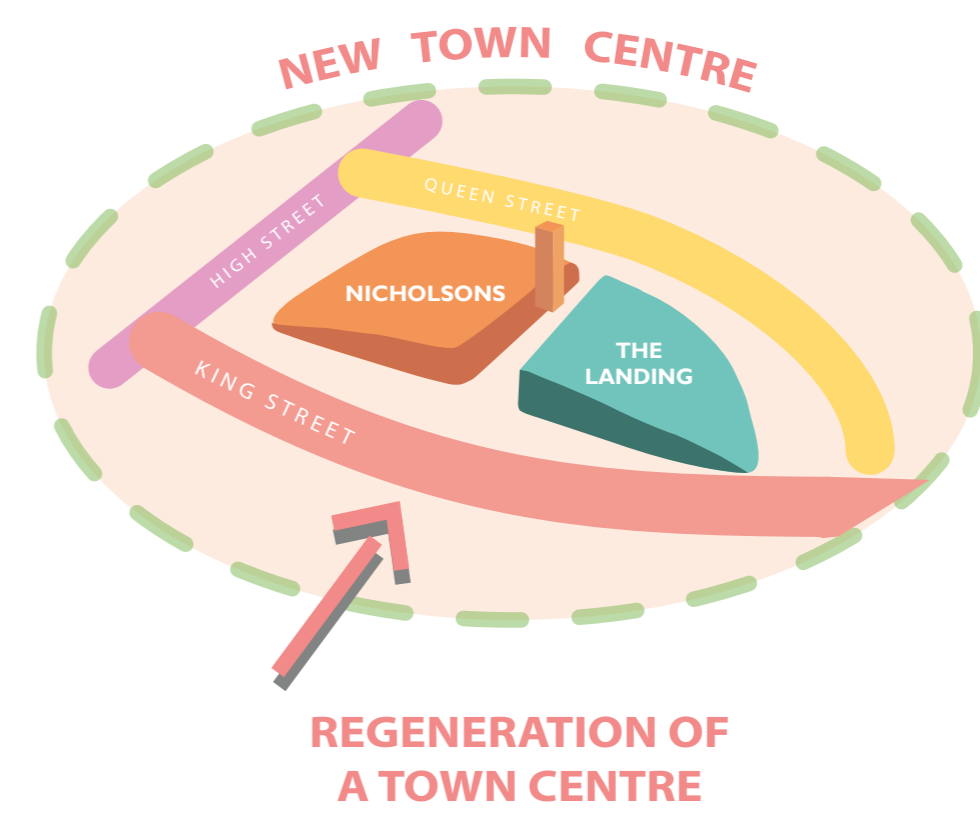 NEW TOWN CENTRE
QUEEN STREET
HIGH STREET
NICHOLSONS
THE
LANDING
KING STREET
REGENERATION OF
A TOWN CENTRE